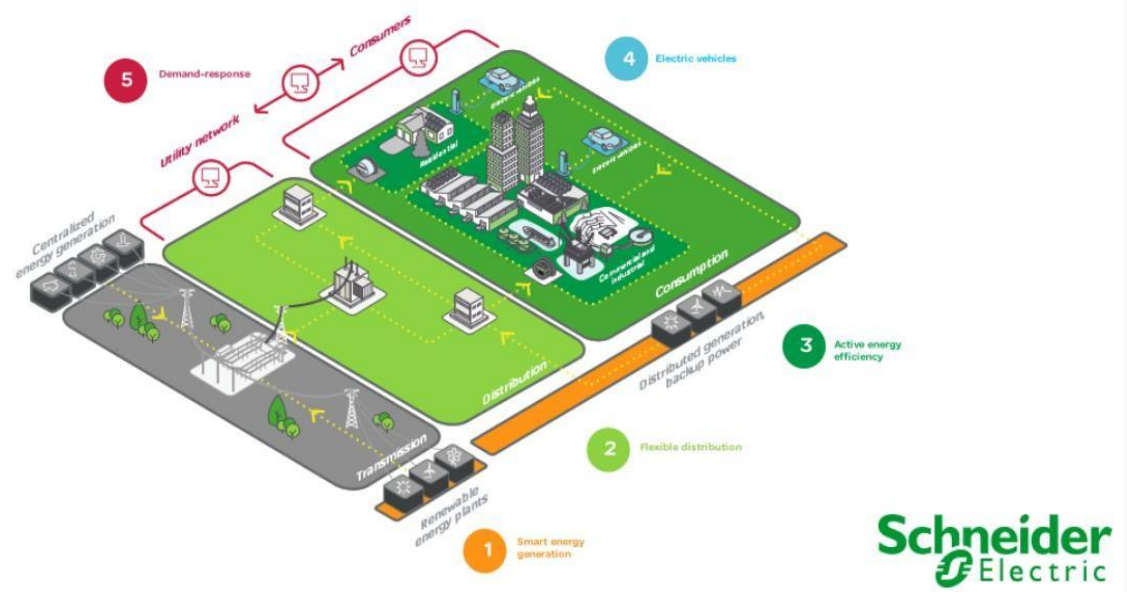 5
Demand-response
Consumers
Utility network
4
Electric vehicles
Electric vehicles
Residential
Electric vehicles
Commercial and
industrial
Consumption
Centralized
energy generation
Distribution
Distributed generation,
backup power
3
Active energy
efficiency
Transmission
2
Flexible distribution
Renewable
energy plants
1
Smart energy
generation
Schneider
Electric